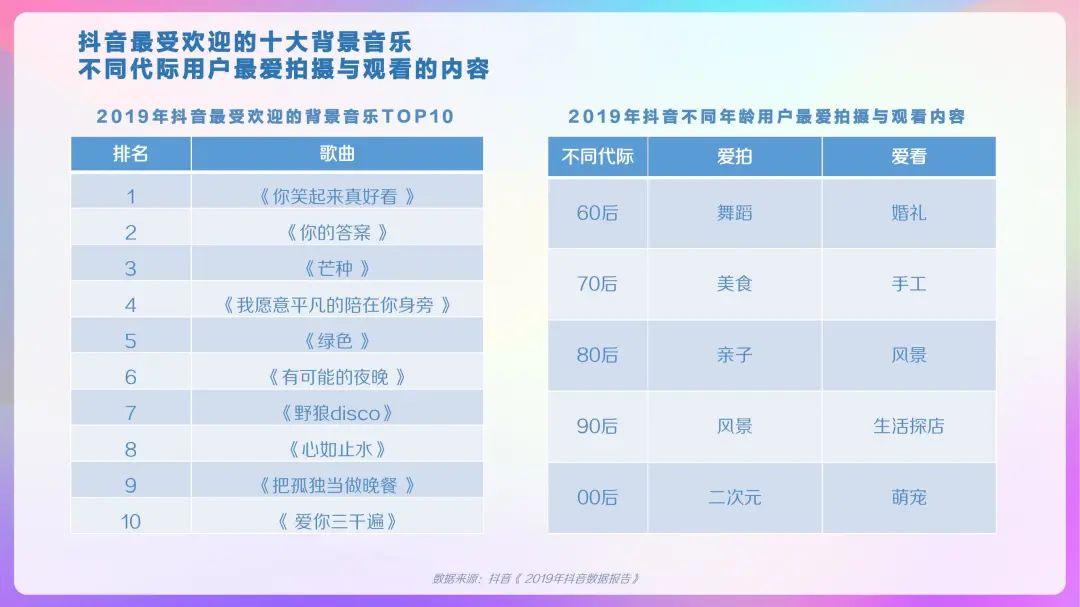 抖音最受欢迎的十大背景音乐
不同代际用户最爱拍摄与观看的内容
2019年抖音最受欢迎的背景音乐TOP10
排名 歌曲
1 《你笑起来真好看 》
2 《你的答案 》
3 《芒种 》
4 《我愿意平凡的陪在你身旁 》
5 《绿色 》
6 《有可能的夜晚 》
7 《野狼disco》
8 《心如止水》
9 《把孤独当做晚餐 》
10 《 爱你三千遍》
2019年抖音不同年龄用户最爱拍摄与观看内容
不同代际 爱拍 爱看
60后 舞蹈 婚礼
70后 美食 手工
80后 亲子 风景
90后 风景 生活探店
00后 二次元 萌宠
数据来源：抖音《 2019年抖音数据报告》